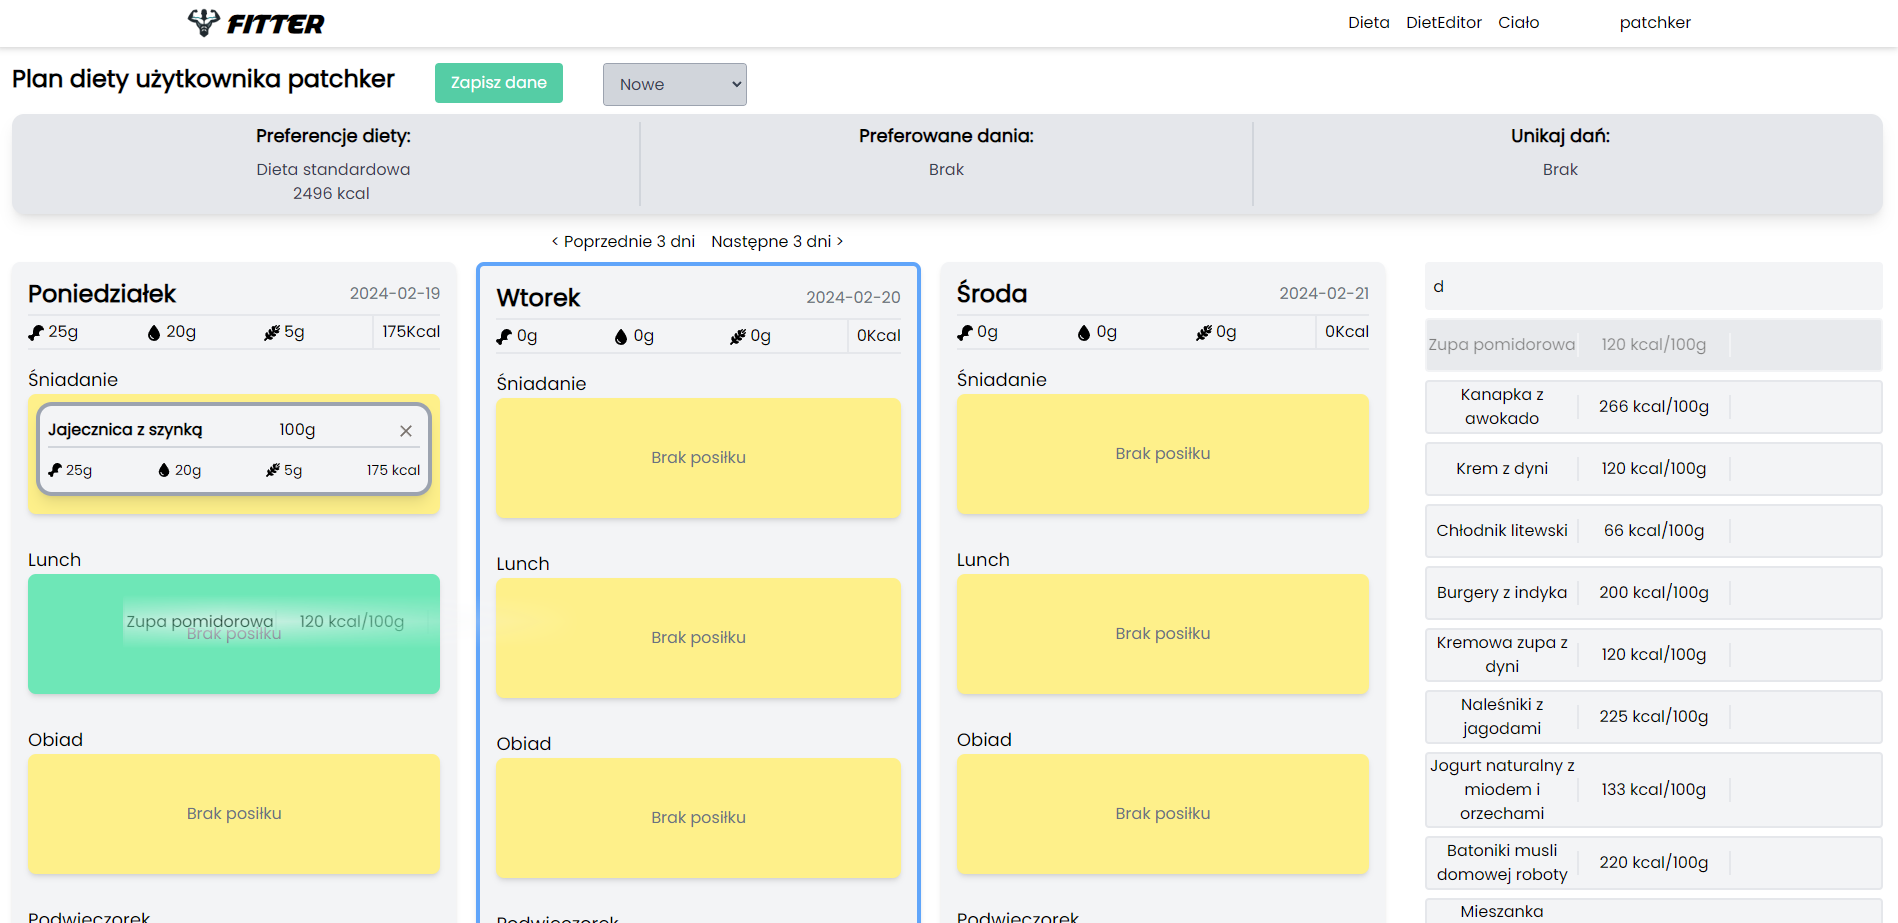 FITTER
Dieta DietEditor Ciało patchker
Plan diety użytkownika patchker
Zapisz dane
Nowe
Preferencje diety:
Dieta standardowa
2496 kcal
Preferowane dania:
Brak
Unikaj dań:
Brak
< Poprzednie 3 dni Następne 3 dni >
Poniedziałek 2024-02-19
25g 20g 5g 175Kcal
Śniadanie
Jajecznica z szynką 100g ×
25g 20g 5g 175 kcal
Lunch
Zupa pomidorowa 120 kcal/100g
Brak posiłku
Obiad
Brak posiłku
Podwieczorek
Wtorek 2024-02-20
0g 0g 0g 0Kcal
Śniadanie
Brak posiłku
Lunch
Brak posiłku
Obiad
Brak posiłku
Podwieczorek
Środa 2024-02-21
0g 0g 0g 0Kcal
Śniadanie
Brak posiłku
Lunch
Brak posiłku
Obiad
Brak posiłku
Podwieczorek
d
Zupa pomidorowa 120 kcal/100g
Kanapka z
awokado
266 kcal/100g
Krem z dyni 120 kcal/100g
Chłodnik litewski 66 kcal/100g
Burgery z indyka 200 kcal/100g
Kremowa zupa z
dyni
120 kcal/100g
Naleśniki z
jagodami
225 kcal/100g
Jogurt naturalny z
miodem i
orzechami
133 kcal/100g
Batoniki musli
domowej roboty
220 kcal/100g
Mieszanka